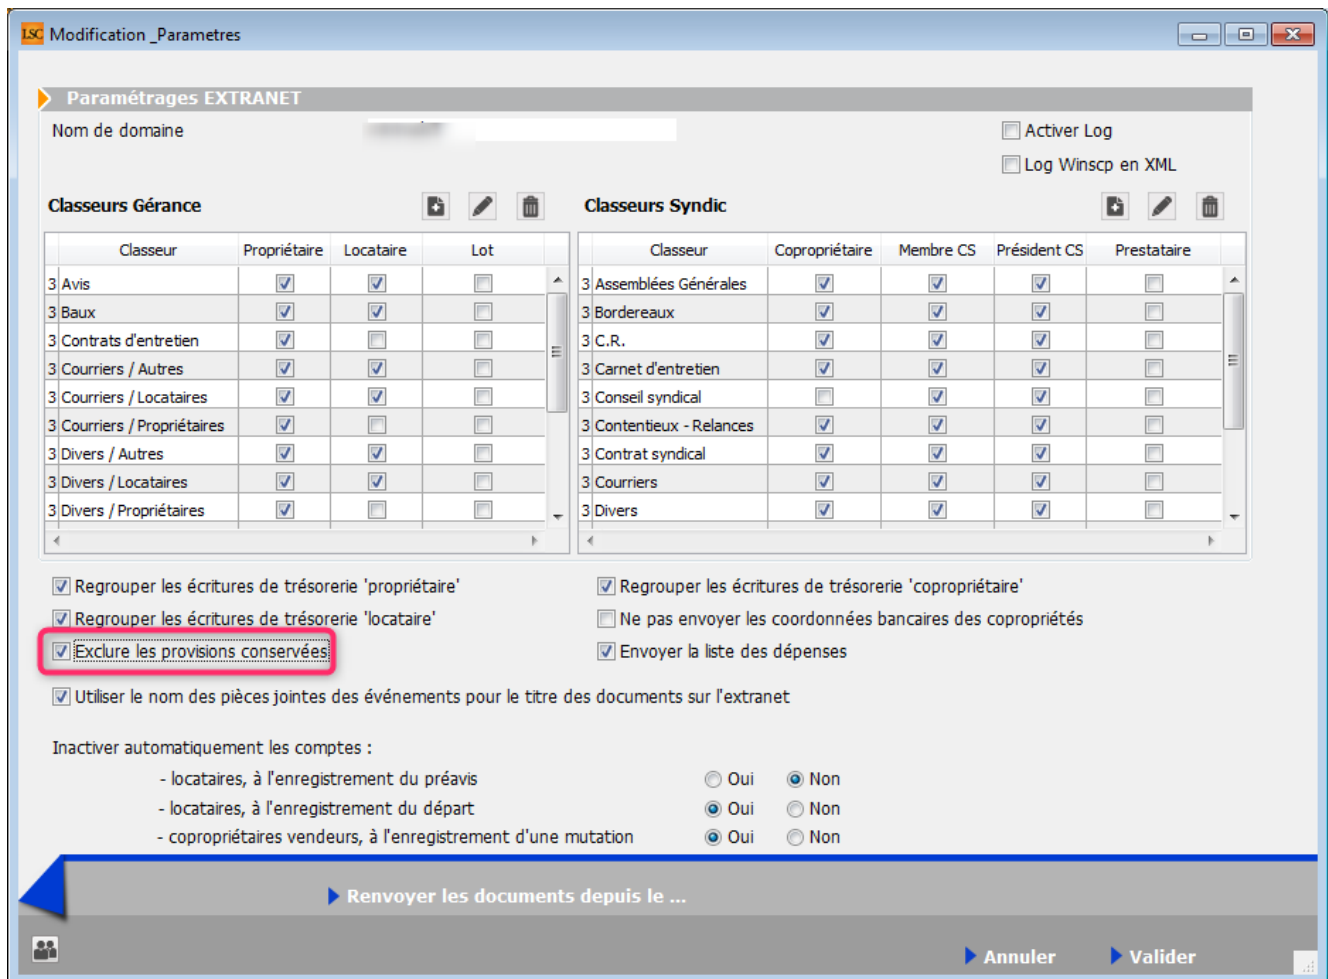 LSC Modification _Parametres
Paramétrages EXTRANET
Nom de domaine
Activer Log
Log Winscp en XML
Classeurs Gérance
Classeurs Syndic
Classeur Propriétaire Locataire Lot
Classeur Copropriétaire Membre CS Président CS Prestataire
3 Avis
3 Assemblées Générales
3 Baux
3 Bordereaux
3 Contrats d'entretien
3 C.R.
3 Courriers / Autres
3 Carnet d'entretien
3 Courriers / Locataires
3 Conseil syndical
3 Courriers / Propriétaires
3 Contentieux - Relances
3 Divers / Autres
3 Contrat syndical
3 Divers / Locataires
3 Courriers
3 Divers / Propriétaires
3 Divers
Regrouper les écritures de trésorerie 'propriétaire'
Regrouper les écritures de trésorerie 'copropriétaire'
Regrouper les écritures de trésorerie 'locataire'
Ne pas envoyer les coordonnées bancaires des copropriétés
Exclure les provisions conservées
Envoyer la liste des dépenses
Utiliser le nom des pièces jointes des événements pour le titre des documents sur l'extranet
Inactiver automatiquement les comptes :
- locataires, à l'enregistrement du préavis Oui Non
- locataires, à l'enregistrement du départ Oui Non
- copropriétaires vendeurs, à l'enregistrement d'une mutation Oui Non
Renvoyer les documents depuis le ...
Annuler Valider